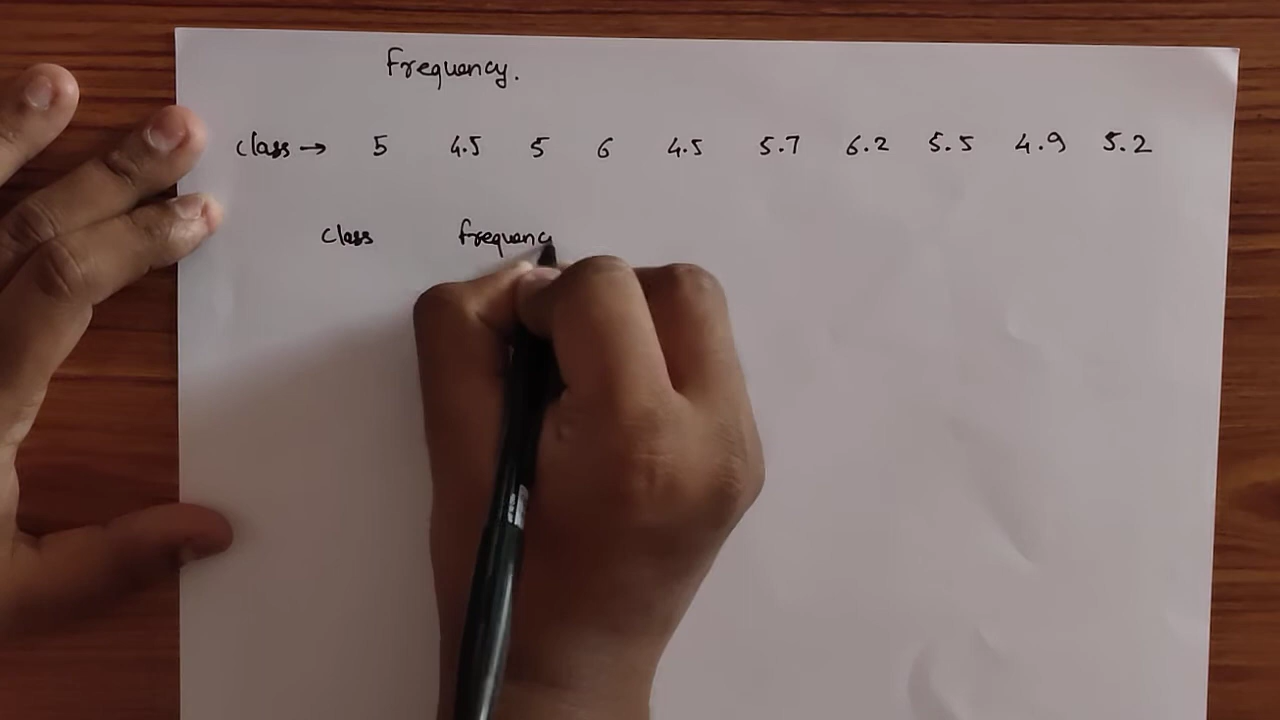 Frequency.
class → 5 4.5 5 6 4.5 5.7 6.2 5.5 4.9 5.2
class frequenc